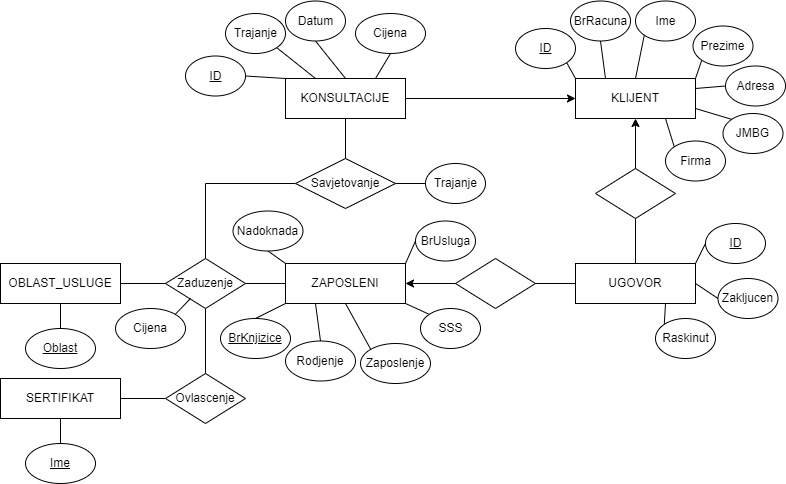 BrRacuna
Ime
Datum
Trajanje
Cijena
ID
Prezime
ID
Adresa
KONSULTACIJE
KLIJENT
JMBG
Firma
Savjetovanje
Trajanje
Nadoknada
BrUsluga
ID
OBLAST_USLUGE
Zaduzenje
ZAPOSLENI
UGOVOR
Zakljucen
Cijena
BrKnjizice
SSS
Raskinut
Oblast
Rodjenje
Zaposlenje
SERTIFIKAT
Ovlascenje
Ime